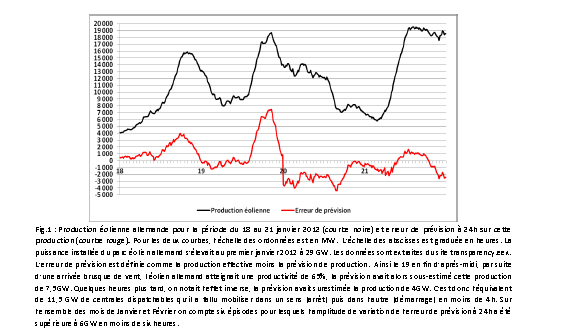 20000
19000
18000
17000
16000
15000
14000
13000
12000
11000
10000
9000
8000
7000
6000
5000
4000
3000
2000
1000
0
-1000
-2000
-3000
-4000
-5000
18 19 20 21
Production éolienne Erreur de prévision
Fig.1 : Production éolienne allemande pour la période du 18 au 21 janvier 2012 (courbe noire) et erreur de prévision à 24h sur cette
production (courbe rouge). Pour les deux courbes, l'échelle des ordonnées est en MW. L'échelle des abscisses est graduée en heures. La
puissance installée du parc éolien allemand s'élevait au premier janvier 2012 à 29 GW. les données sont extraites du site transparency.eex.
L'erreur de prévision est définie comme la production effective moins la prévision de production. Ainsi le 19 en fin d'après-midi, par suite
d'une arrivée brusque de vent, l'éolien allemand atteignait une productivité de 65%, la prévision avait alors sous-estimé cette production
de 7,5GW. Quelques heures plus tard, on notait l'effet inverse, la prévision avait surestimé la production de 4GW. C'est donc l'équivalent
de 11,5 GW de centrales dispatchables qu'il a fallu mobiliser dans un sens (arrêt) puis dans l'autre (démarrage) en moins de 4h. Sur
l'ensemble des mois de Janvier et Février on compte six épisodes pour lesquels l'amplitude de variation de l'erreur de prévision à 24h a été
supérieure à 6GW en moins de six heures.